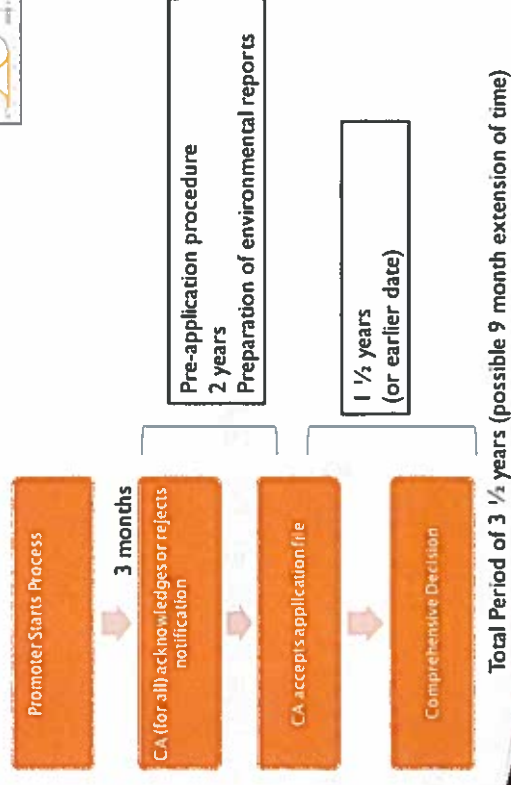 Promoter Starts Process
3 months
CA (for all) acknowledges or rejects
notification
Pre-application procedure
2 years
Preparation of environmental reports
CA accepts application file
1 ½ years
(or earlier date)
Comprehensive Decision
Total Period of 3 ½ years (possible 9 month extension of time)